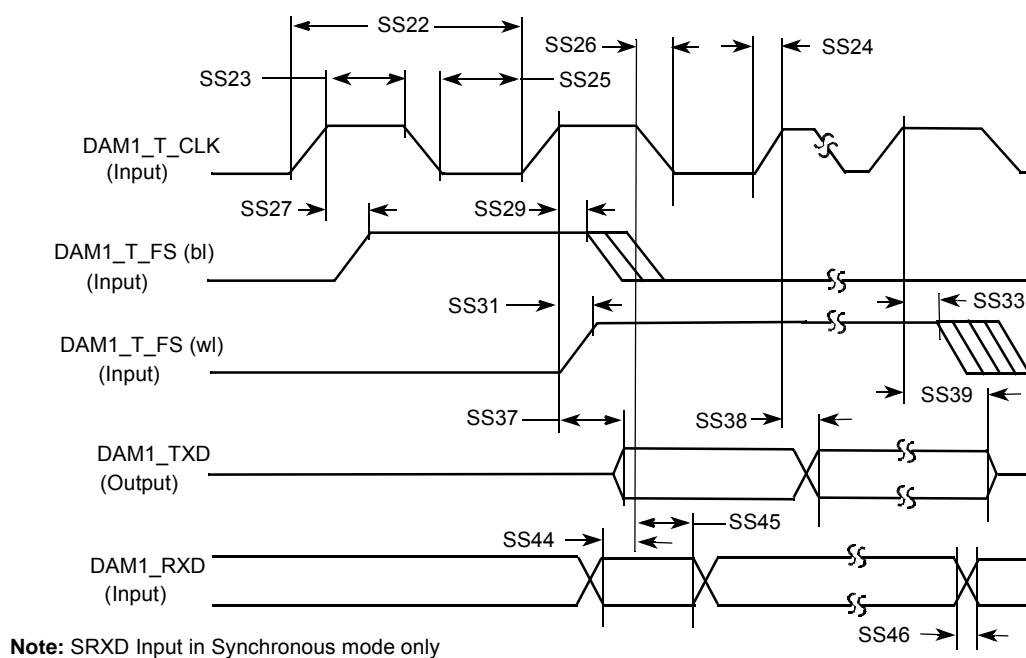 SS22
SS26
SS24
SS23
SS25
DAM1_T_CLK
(Input)
SS27
SS29
DAM1_T_FS (bl)
(Input)
SS31
SS33
DAM1_T_FS (wl)
(Input)
SS37
SS38
SS39
DAM1_TXD
(Output)
SS44
SS45
DAM1_RXD
(Input)
SS46
Note: SRXD Input in Synchronous mode only